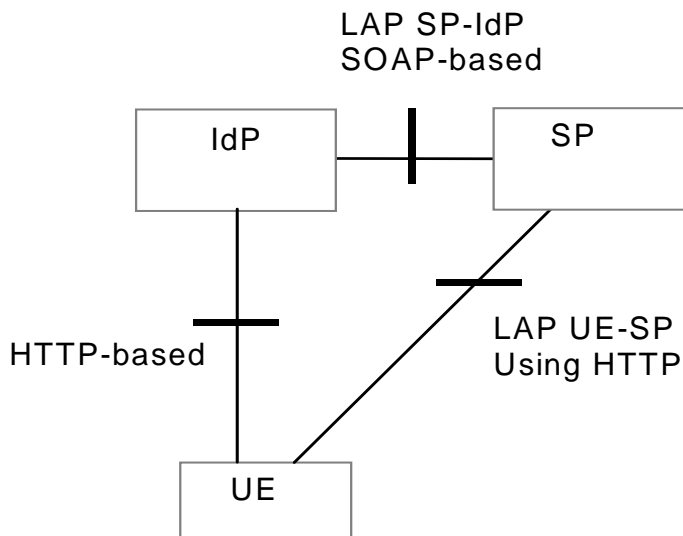 LAP SP-IdP
SOAP-based
IdP
SP
HTTP-based
LAP UE-SP
Using HTTP
UE